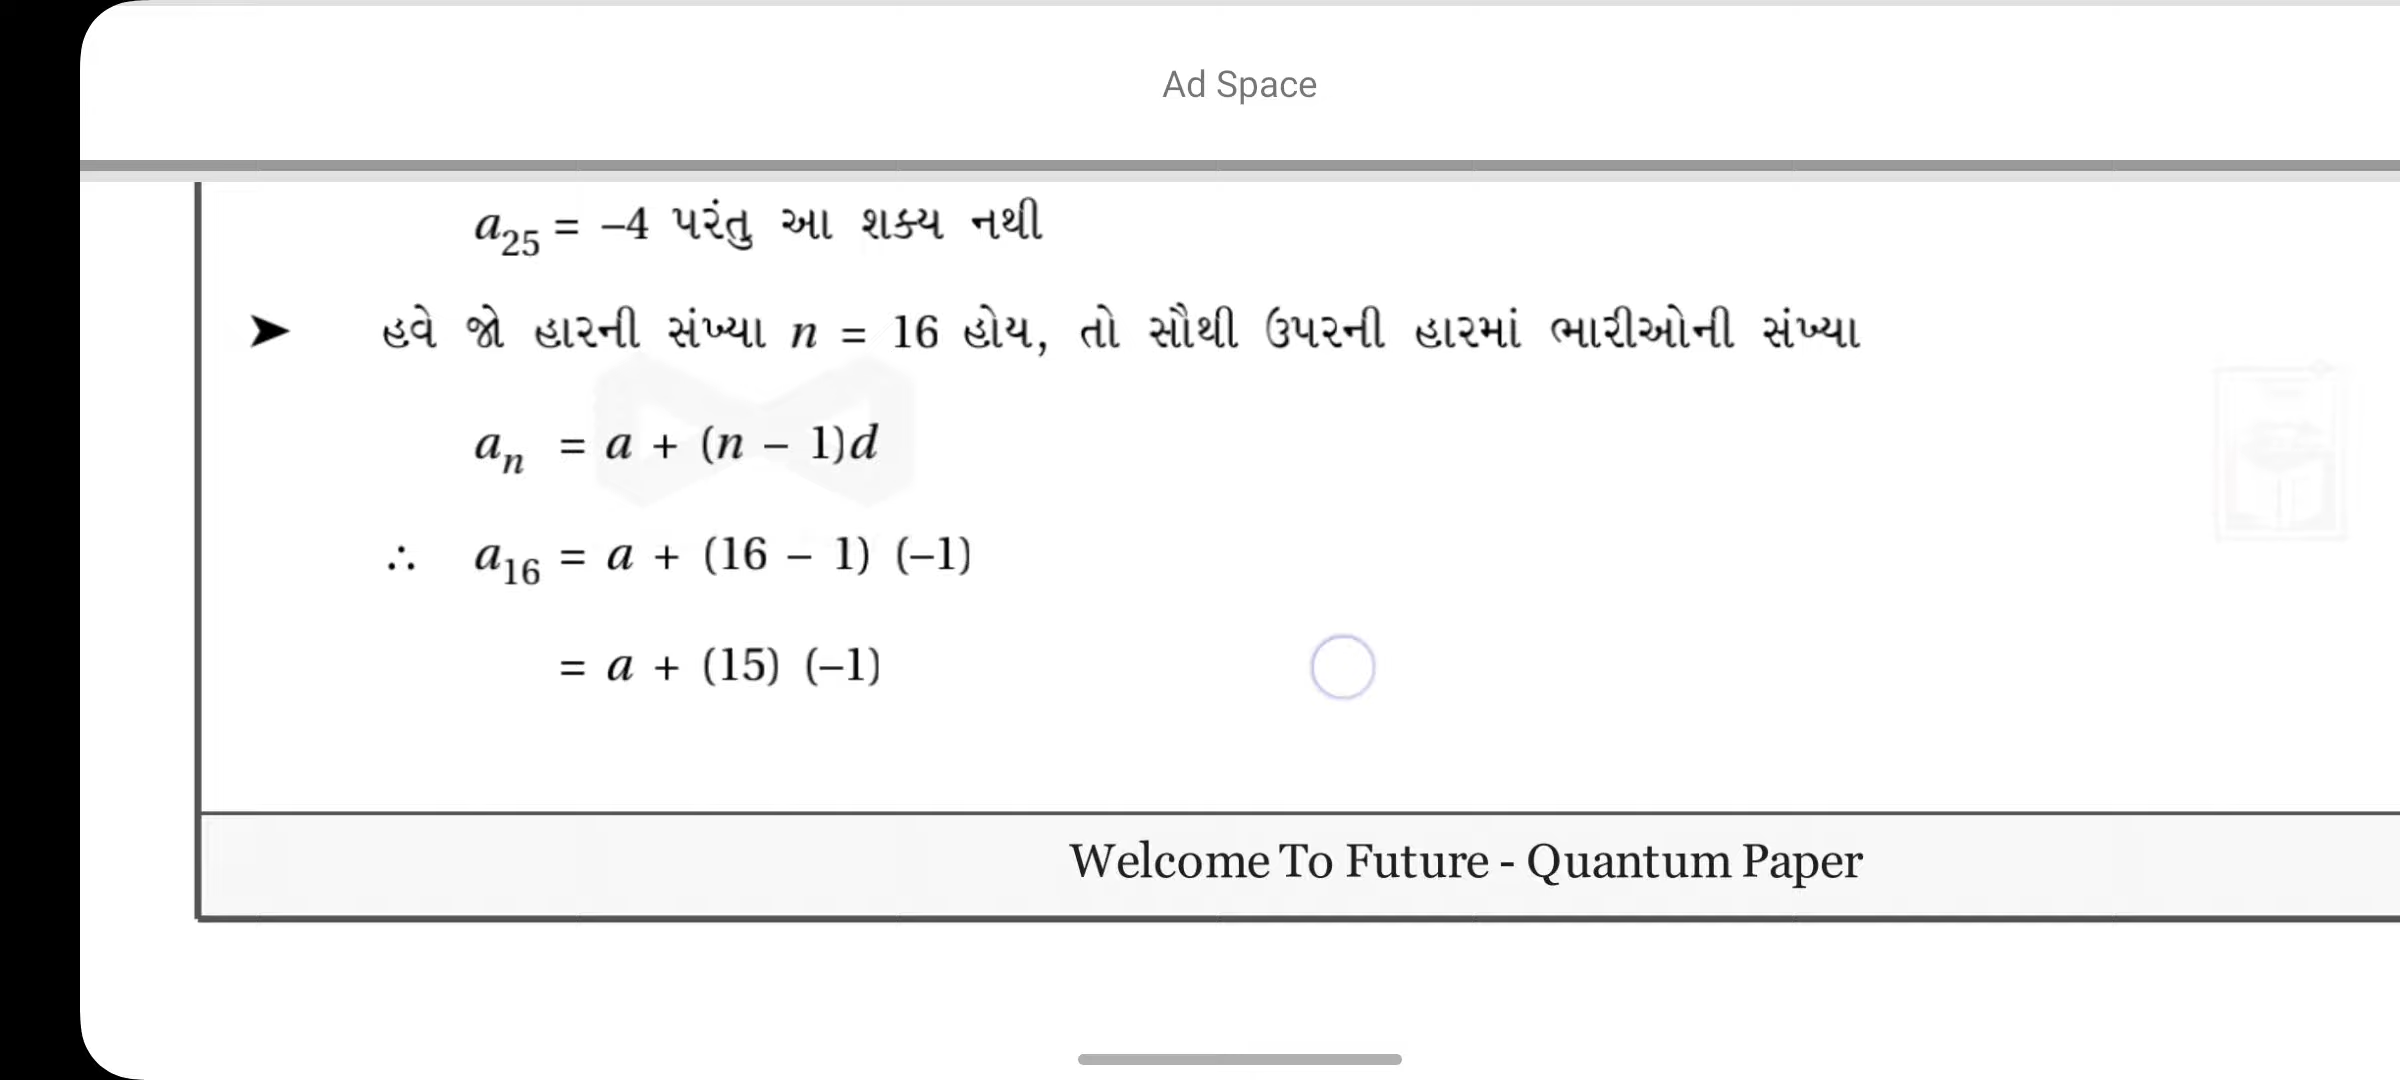 Ad Space
a₂₅ = –4 પરંતુ આ શક્ય નથી
➤ હવે જો હારની સંખ્યા n = 16 હોય, તો સૌથી ઉપરની હારમાં ભારીઓની સંખ્યા
aₙ = a + (n – 1)d
∴ a₁₆ = a + (16 – 1) (–1)
= a + (15) (–1)
Welcome To Future - Quantum Paper